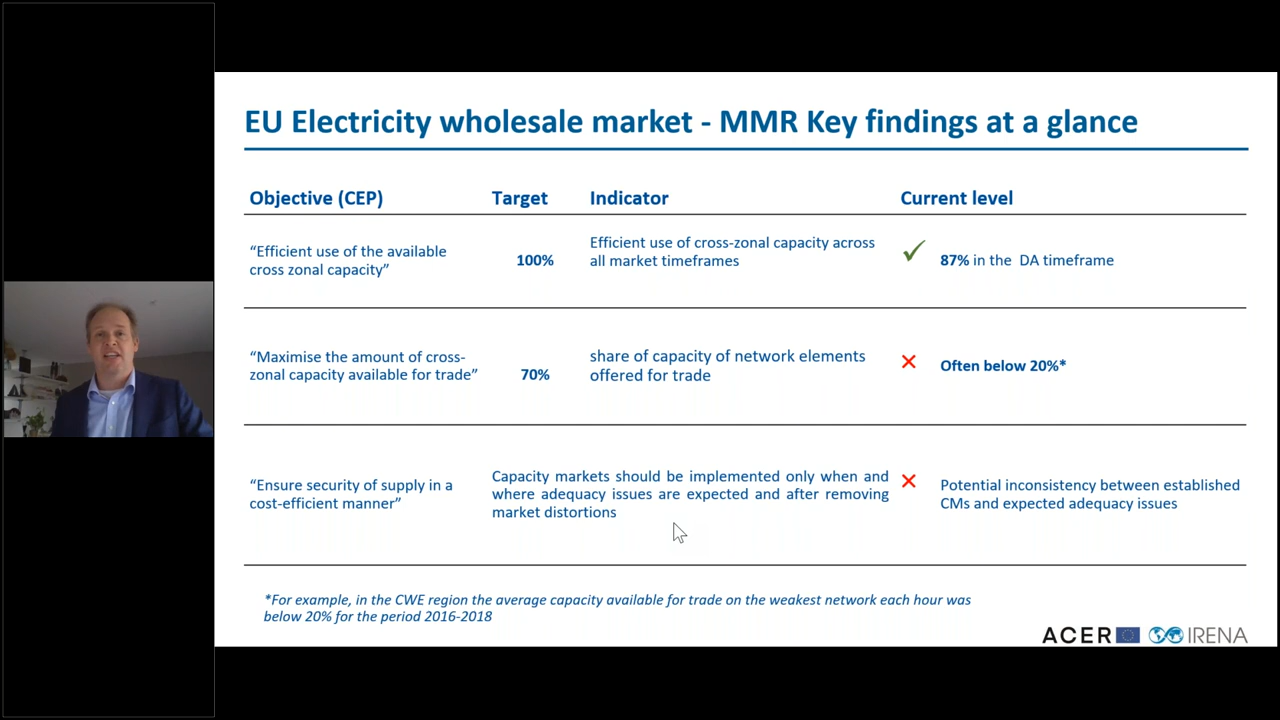 EU Electricity wholesale market - MMR Key findings at a glance
Objective (CEP) Target Indicator Current level
“Efficient use of the available
cross zonal capacity”
100%
Efficient use of cross-zonal capacity across
all market timeframes
87% in the DA timeframe
“Maximise the amount of cross-
zonal capacity available for trade”
70%
share of capacity of network elements
offered for trade
Often below 20%*
“Ensure security of supply in a
cost-efficient manner”
Capacity markets should be implemented only when and
where adequacy issues are expected and after removing
market distortions
Potential inconsistency between established
CMs and expected adequacy issues
*For example, in the CWE region the average capacity available for trade on the weakest network each hour was
below 20% for the period 2016-2018
ACER IRENA